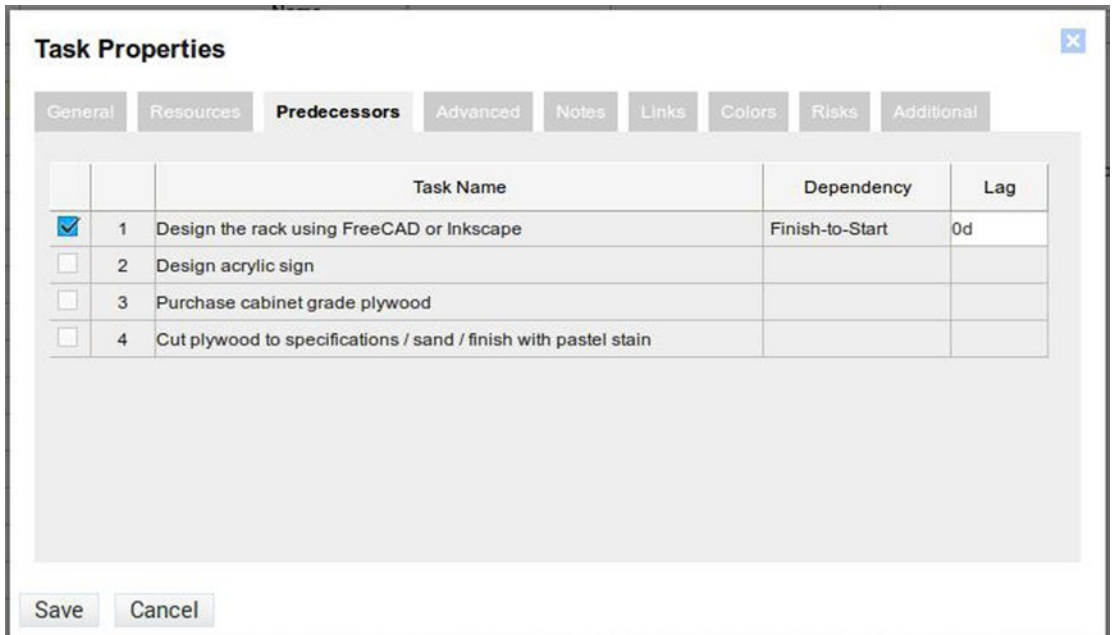 Task Properties
General Resources Predecessors Advanced Notes Links Colors Risks Additional
Task Name Dependency Lag
1 Design the rack using FreeCAD or Inkscape Finish-to-Start 0d
2 Design acrylic sign
3 Purchase cabinet grade plywood
4 Cut plywood to specifications / sand / finish with pastel stain
Save Cancel